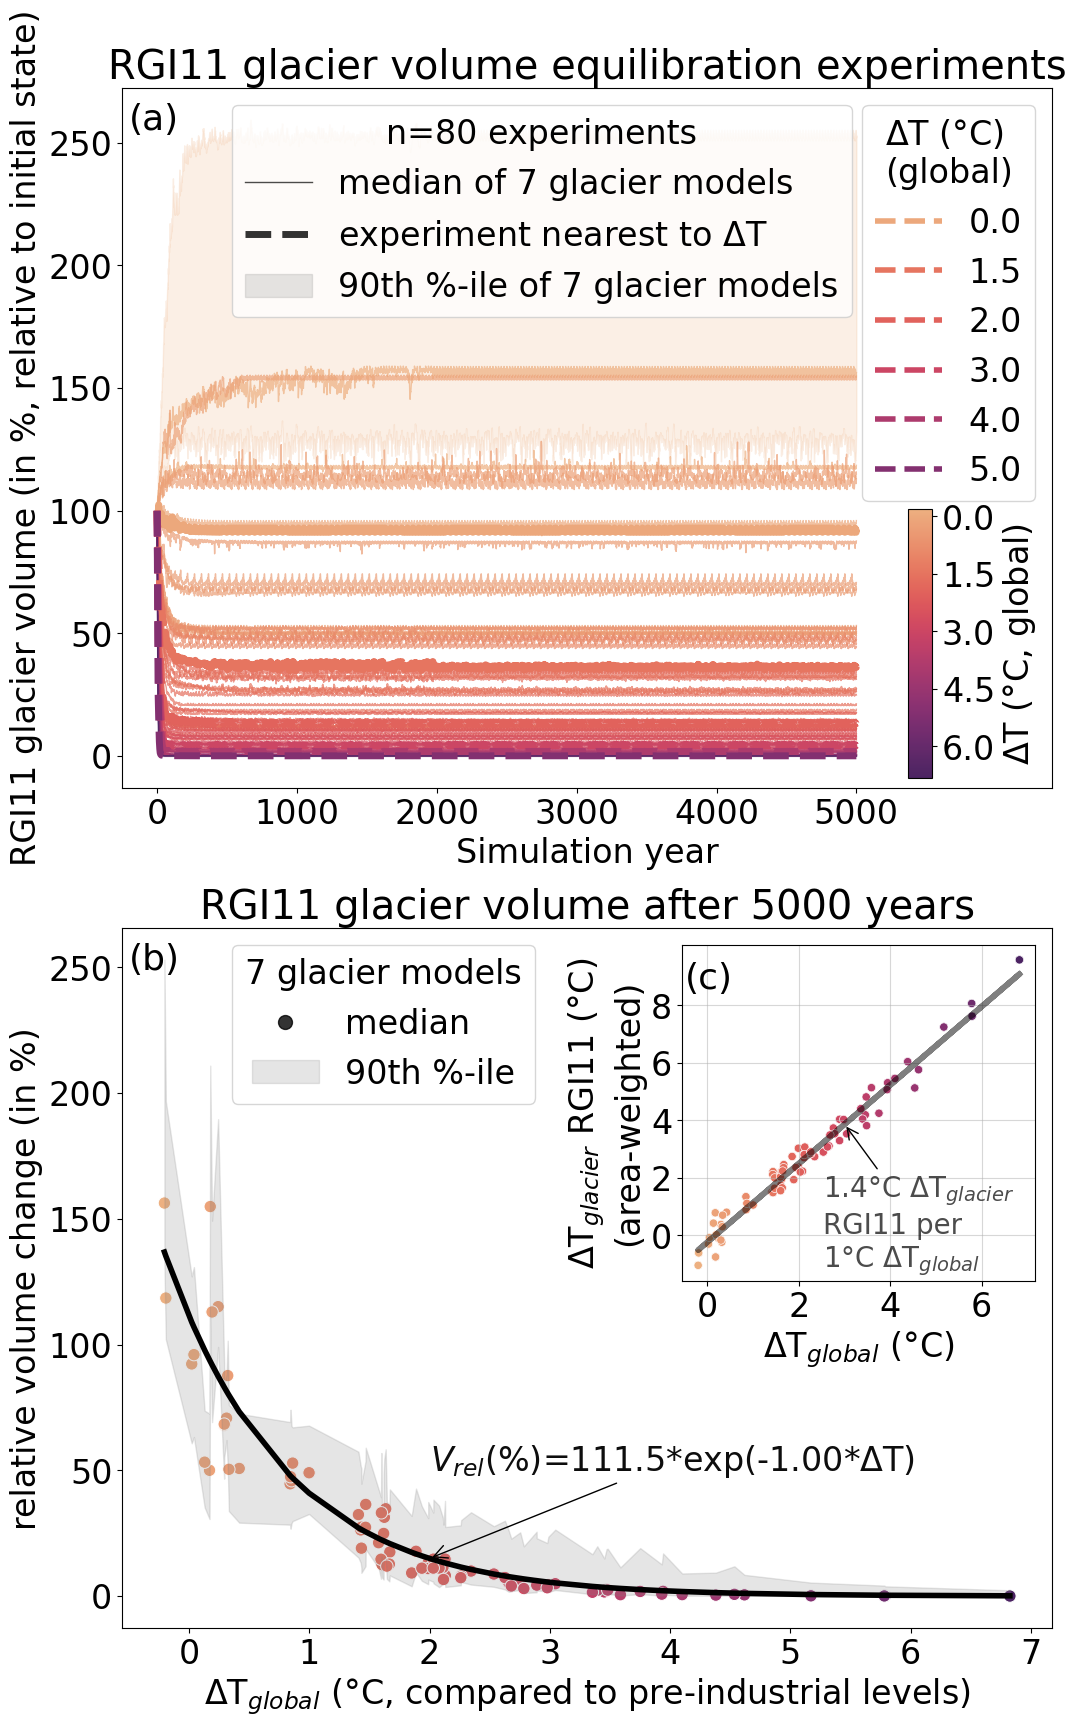 RGI11 glacier volume equilibration experiments
(a)
RGI11 glacier volume (in %, relative to initial state)
250
200
150
100
50
0
n=80 experiments
median of 7 glacier models
experiment nearest to ΔT
90th %-ile of 7 glacier models
ΔT (°C)
(global)
0.0
1.5
2.0
3.0
4.0
5.0
0.0
1.5
3.0
4.5
6.0
ΔT (°C, global)
0 1000 2000 3000 4000 5000
Simulation year
RGI11 glacier volume after 5000 years
(b)
relative volume change (in %)
250
200
150
100
50
0
7 glacier models
median
90th %-ile
(c)
ΔTglacier RGI11 (°C)
(area-weighted)
8
6
4
2
0
1.4°C ΔTglacier
RGI11 per
1°C ΔTglobal
0 2 4 6
ΔTglobal (°C)
Vrel(%)=111.5*exp(-1.00*ΔT)
0 1 2 3 4 5 6 7
ΔTglobal (°C, compared to pre-industrial levels)